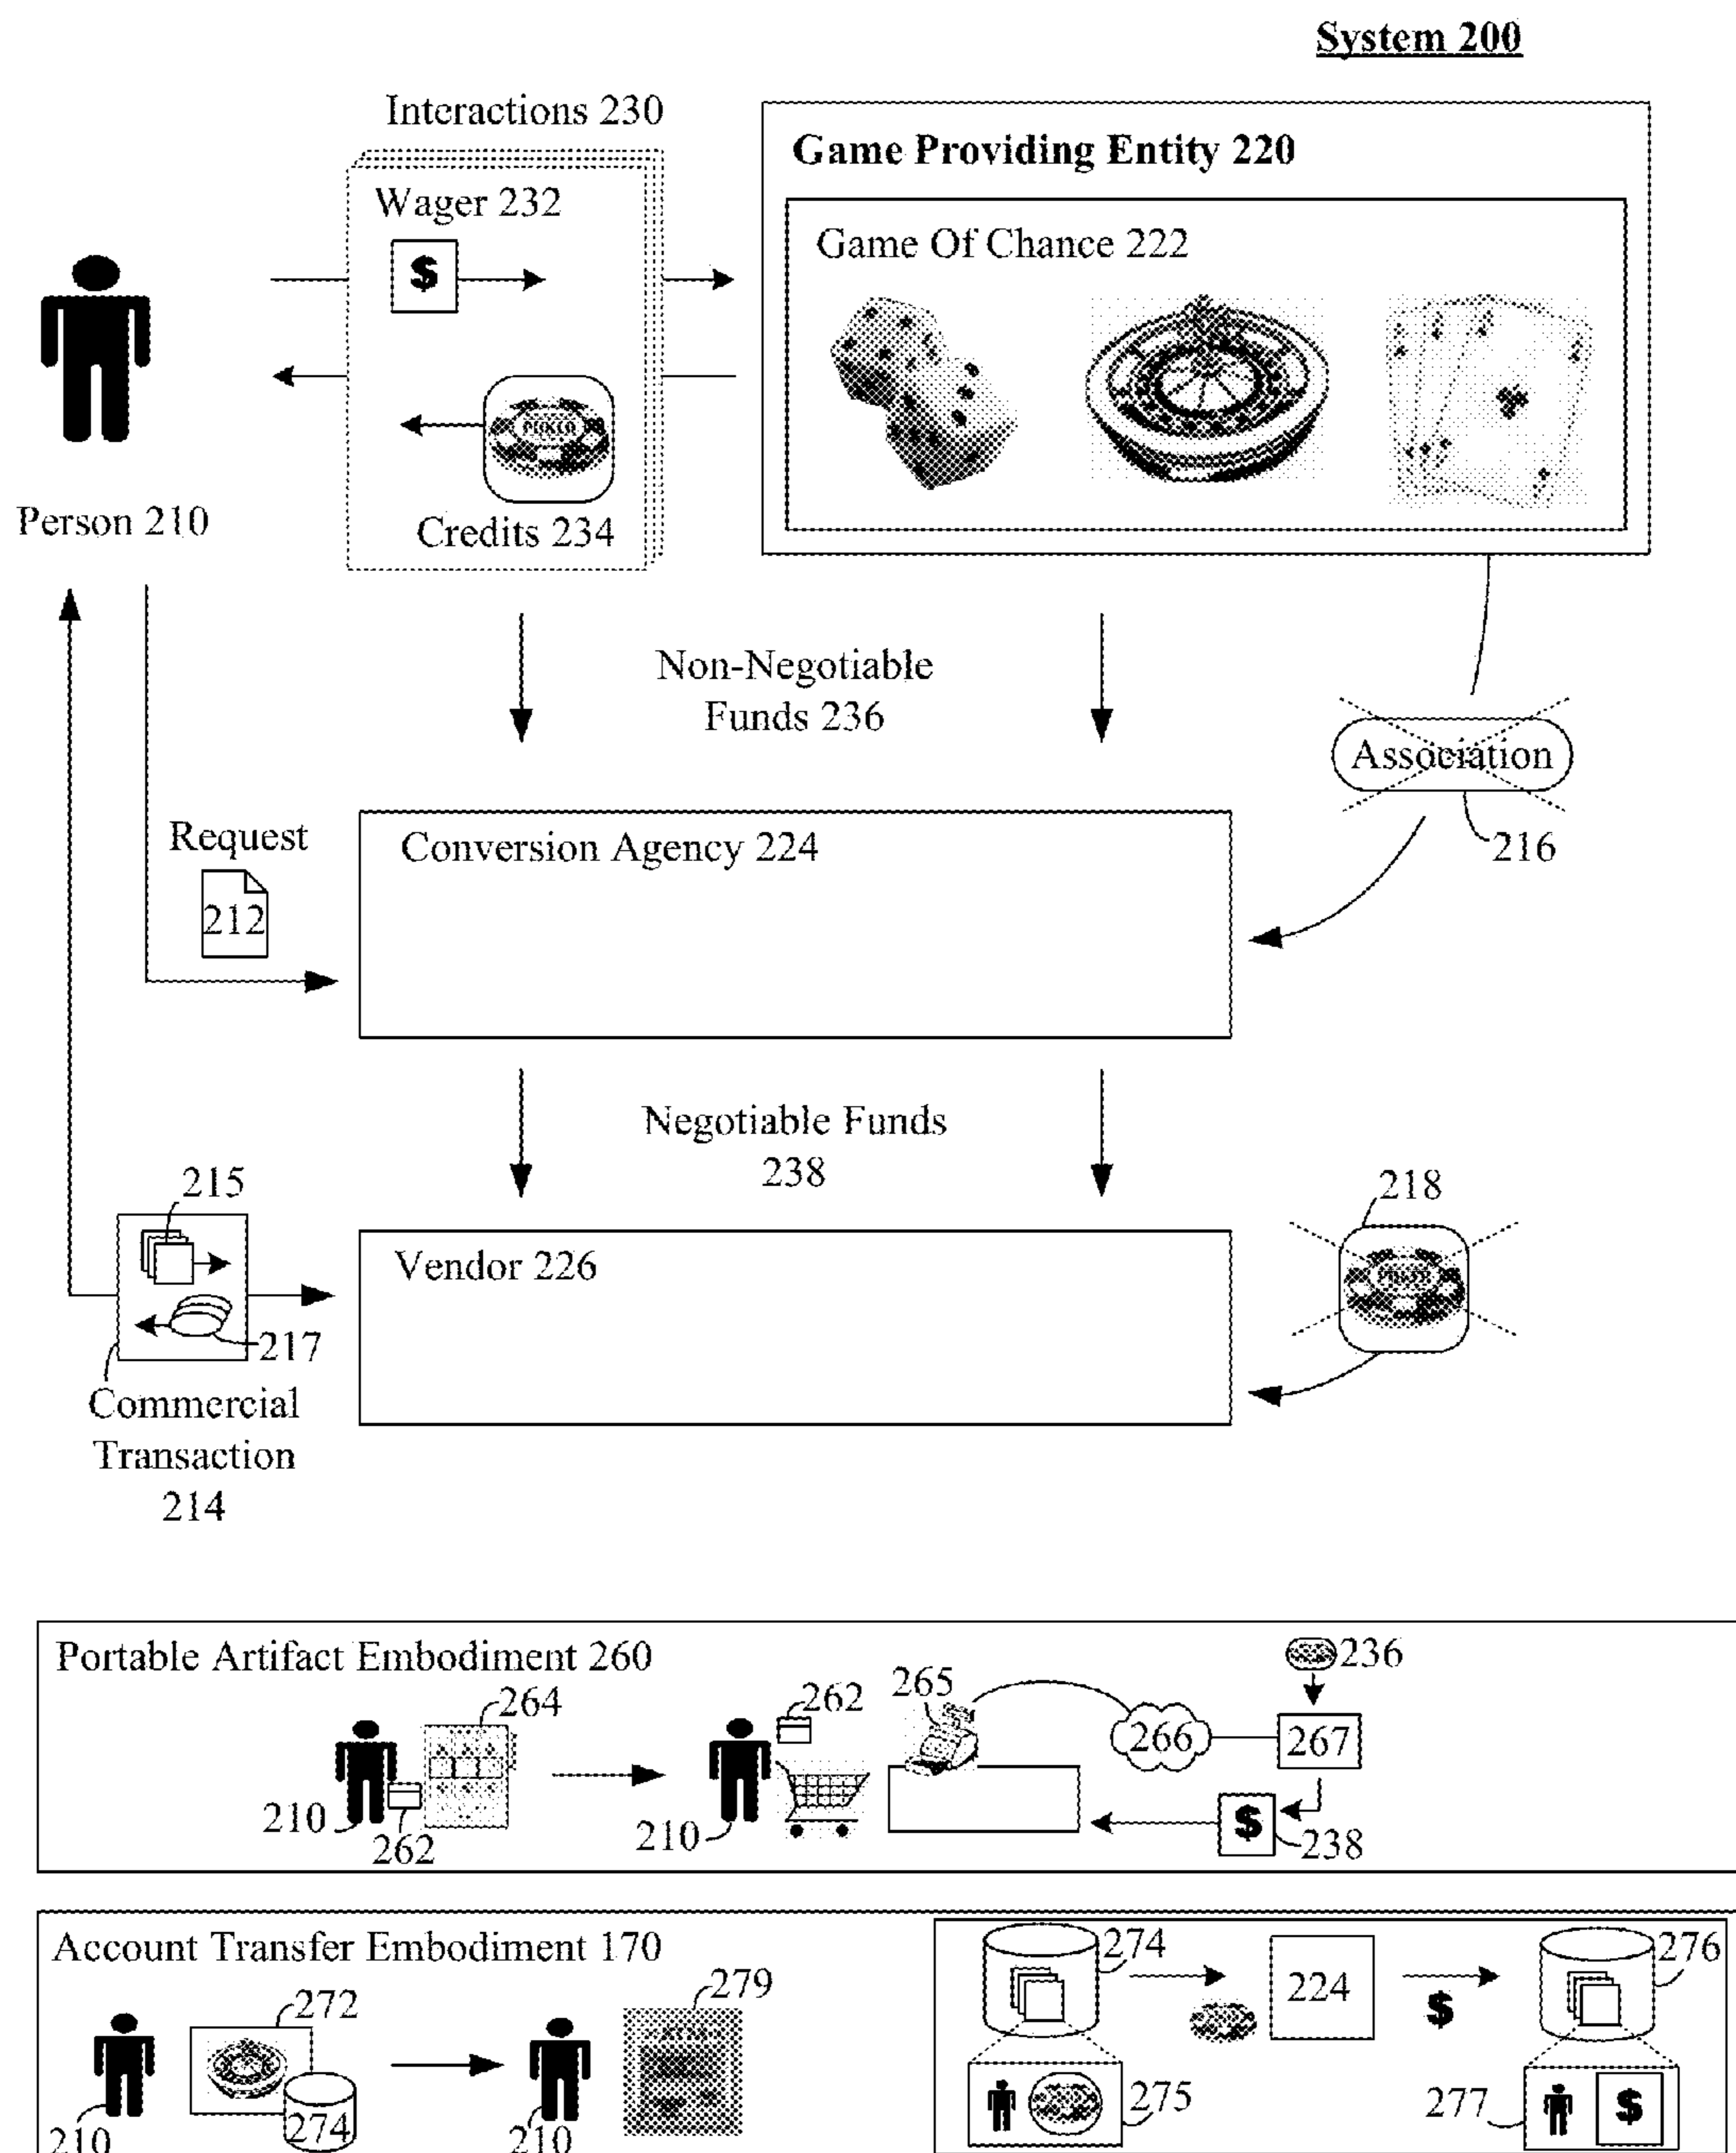 System 200
Interactions 230
Game Providing Entity 220
Wager 232
$
Game Of Chance 222
POKER
Person 210
Credits 234
Non-Negotiable
Funds 236
Association
216
Request
212
Conversion Agency 224
Negotiable Funds
238
215
217
Commercial
Transaction
214
Vendor 226
218
POKER
Portable Artifact Embodiment 260
264
210
262
262
210
265
266
236
267
$
238
Account Transfer Embodiment 170
272
210
274
279
210
274
224
$
276
275
277
$